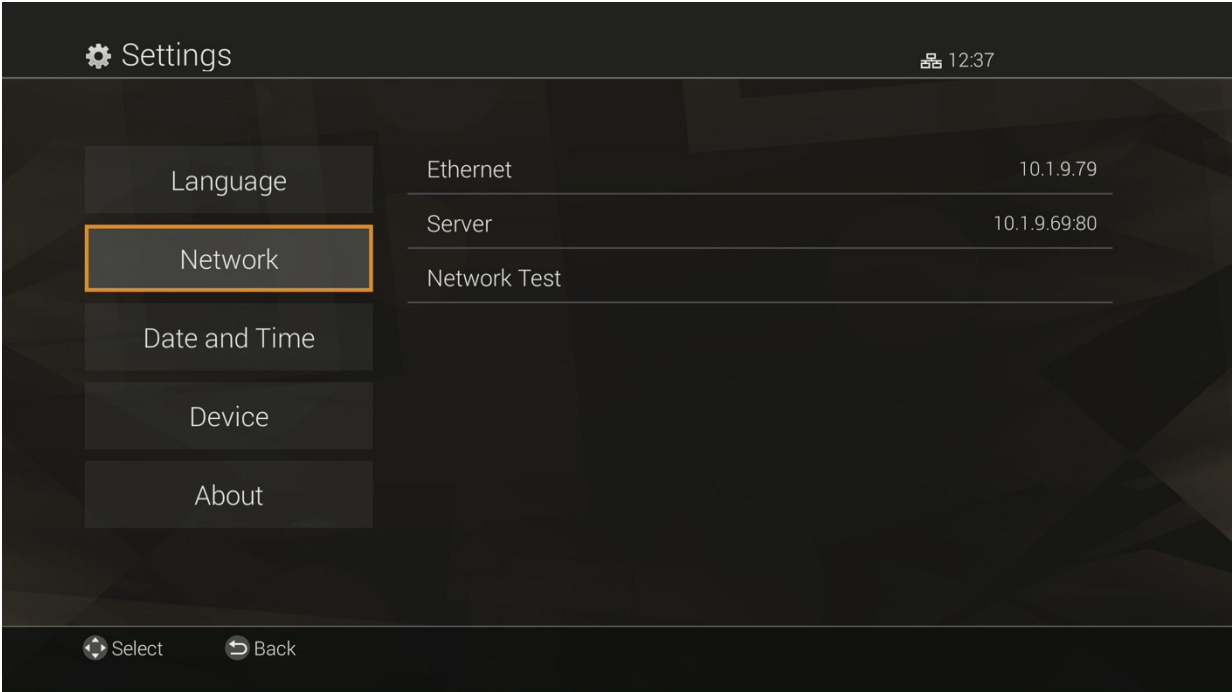 Settings
12:37
Language
Network
Date and Time
Device
About
Ethernet 10.1.9.79
Server 10.1.9.69:80
Network Test
Select Back